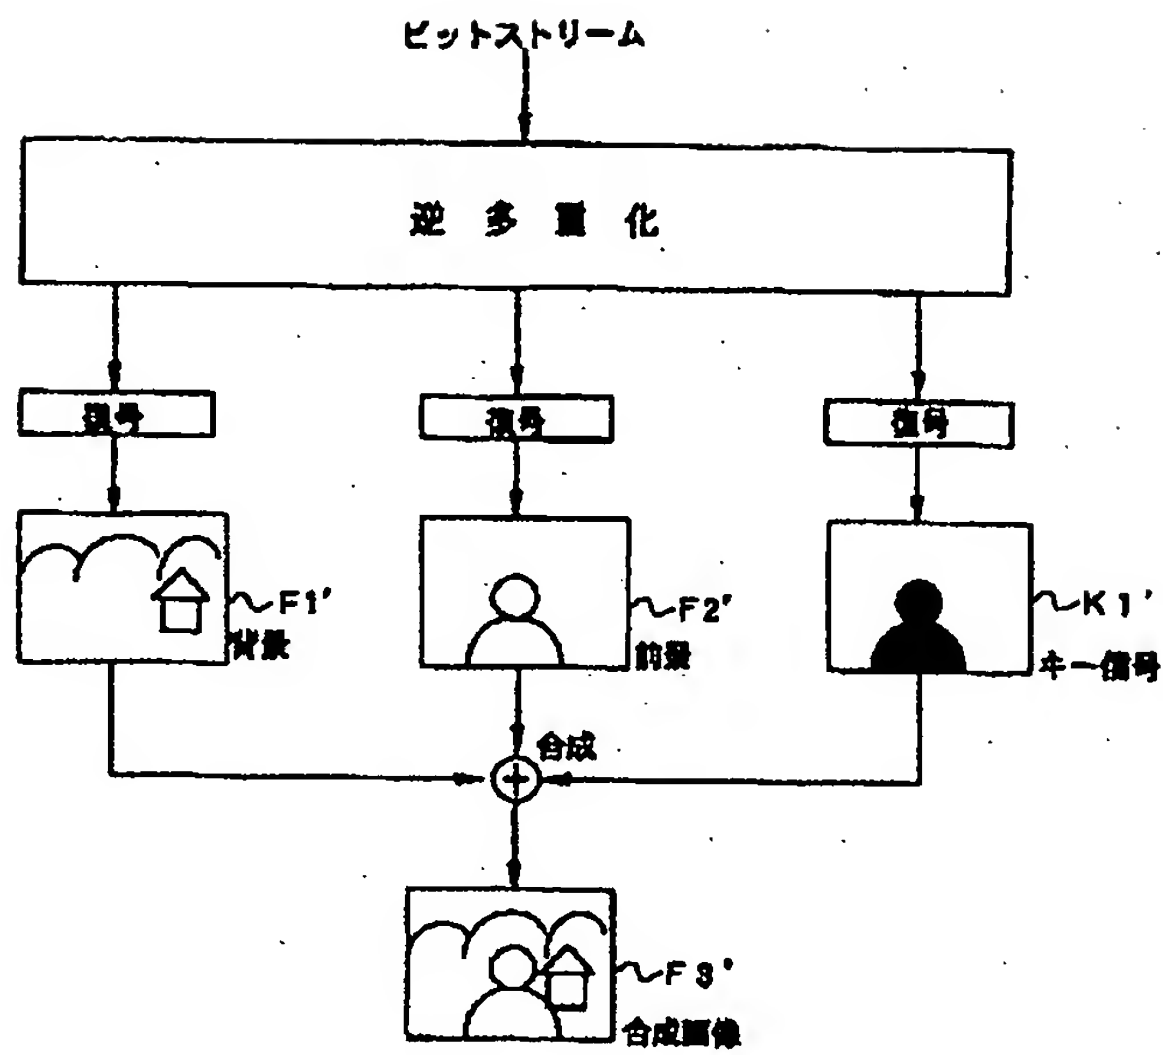 ビットストリーム
逆多重化
復号 復号 復号
F1'
背景
F2'
前景
K1'
キー信号
合成
F3'
合成画像